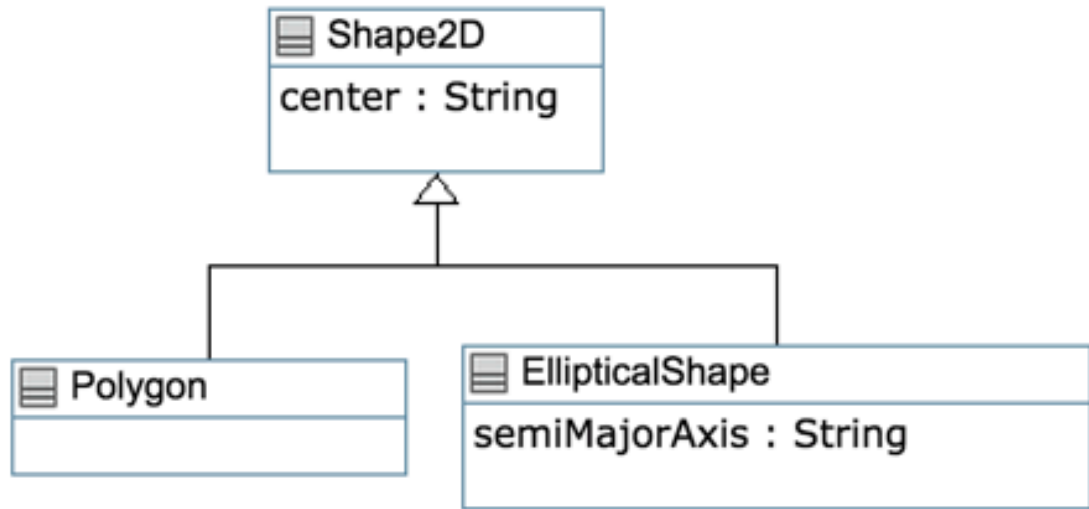 Shape2D
center : String
Polygon
EllipticalShape
semiMajorAxis : String